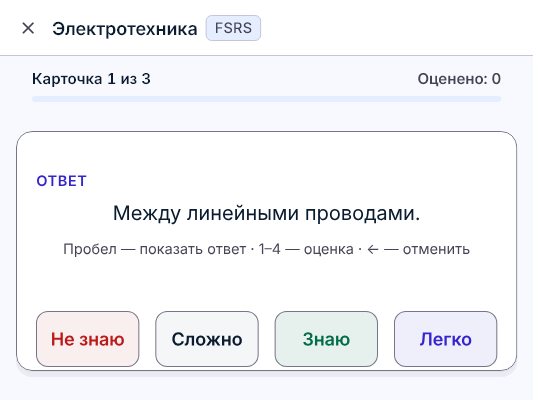 ✕ Электротехника FSRS
Карточка 1 из 3 Оценено: 0
ОТВЕТ
Между линейными проводами.
Пробел — показать ответ · 1–4 — оценка · ← — отменить
Не знаю Сложно Знаю Легко